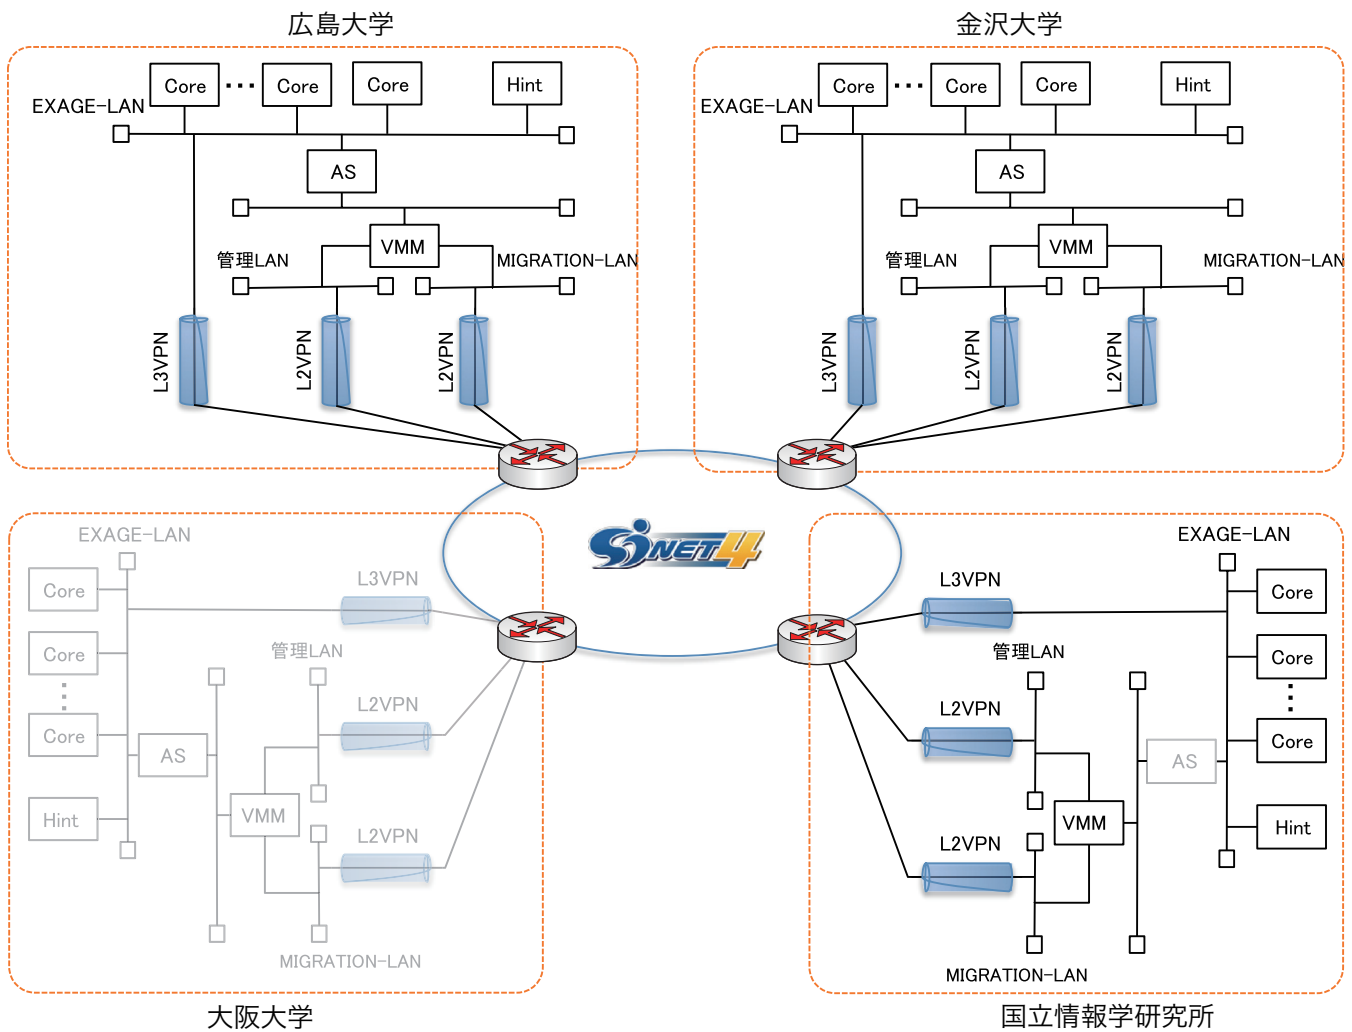 広島大学
EXAGE-LAN
Core
Core
Core
Hint
AS
VMM
管理LAN
MIGRATION-LAN
L3VPN
L2VPN
L2VPN
金沢大学
EXAGE-LAN
Core
Core
Core
Hint
AS
VMM
管理LAN
MIGRATION-LAN
L3VPN
L2VPN
L2VPN
SiNET4
EXAGE-LAN
Core
Core
Core
Hint
AS
VMM
L3VPN
管理LAN
L2VPN
L2VPN
MIGRATION-LAN
大阪大学
EXAGE-LAN
L3VPN
Core
管理LAN
Core
L2VPN
Core
AS
VMM
Hint
L2VPN
MIGRATION-LAN
国立情報学研究所